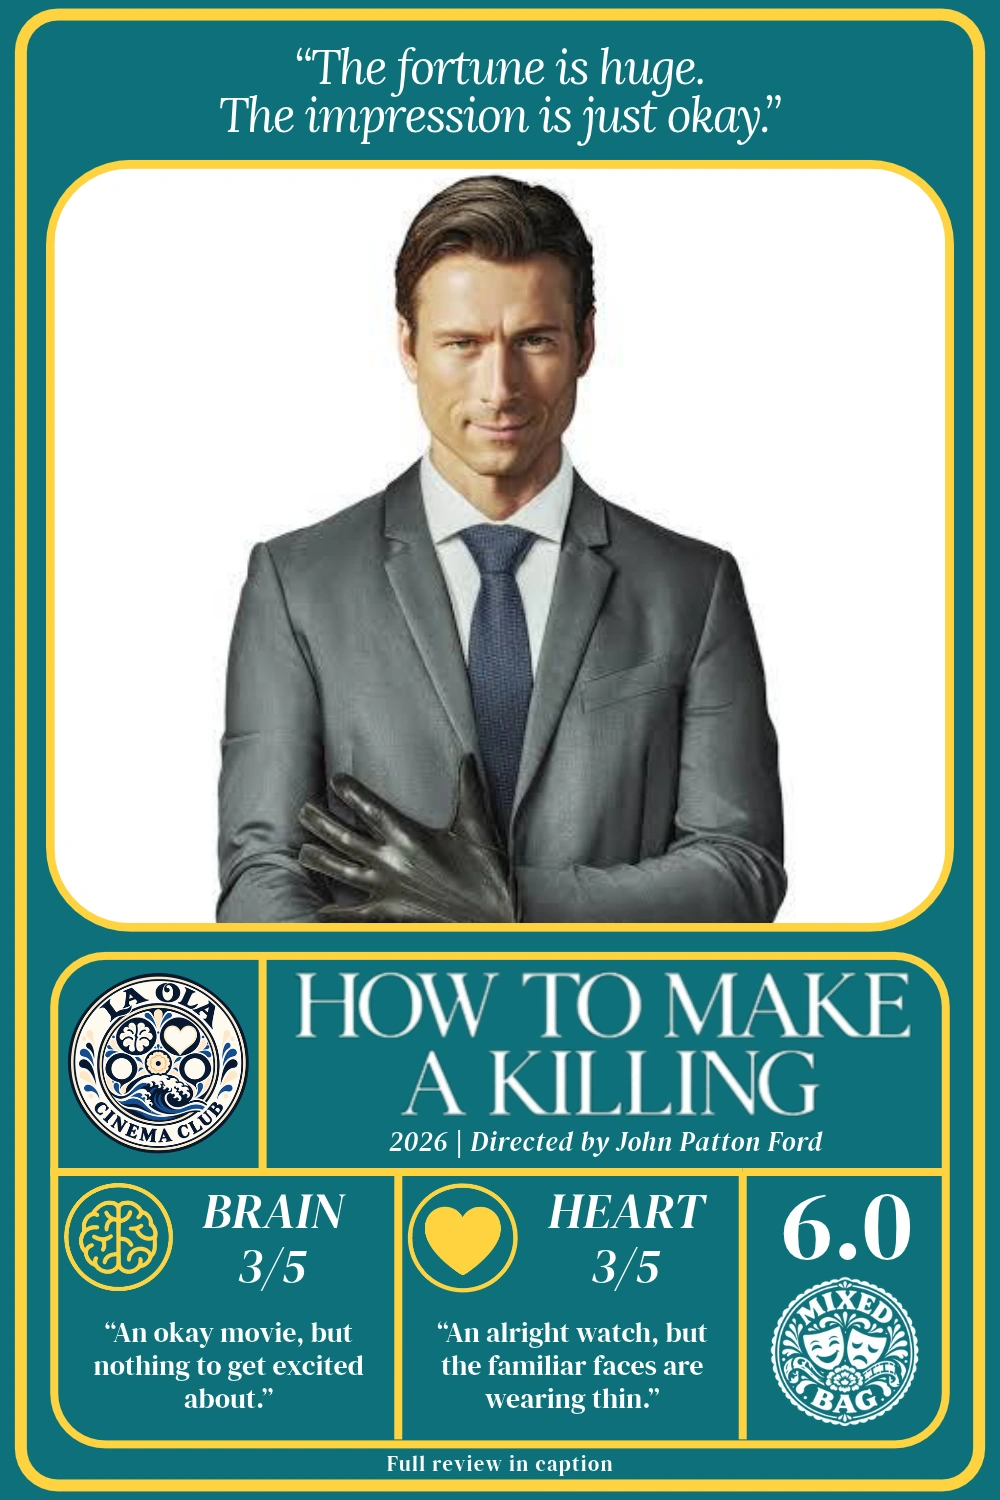 “The fortune is huge.
The impression is just okay.”
LA OLA
CINEMA CLUB
HOW TO MAKE
A KILLING
2026 | Directed by John Patton Ford
BRAIN
3/5
“An okay movie, but
nothing to get excited
about.”
HEART
3/5
“An alright watch, but
the familiar faces are
wearing thin.”
6.0
MIXED
BAG
Full review in caption